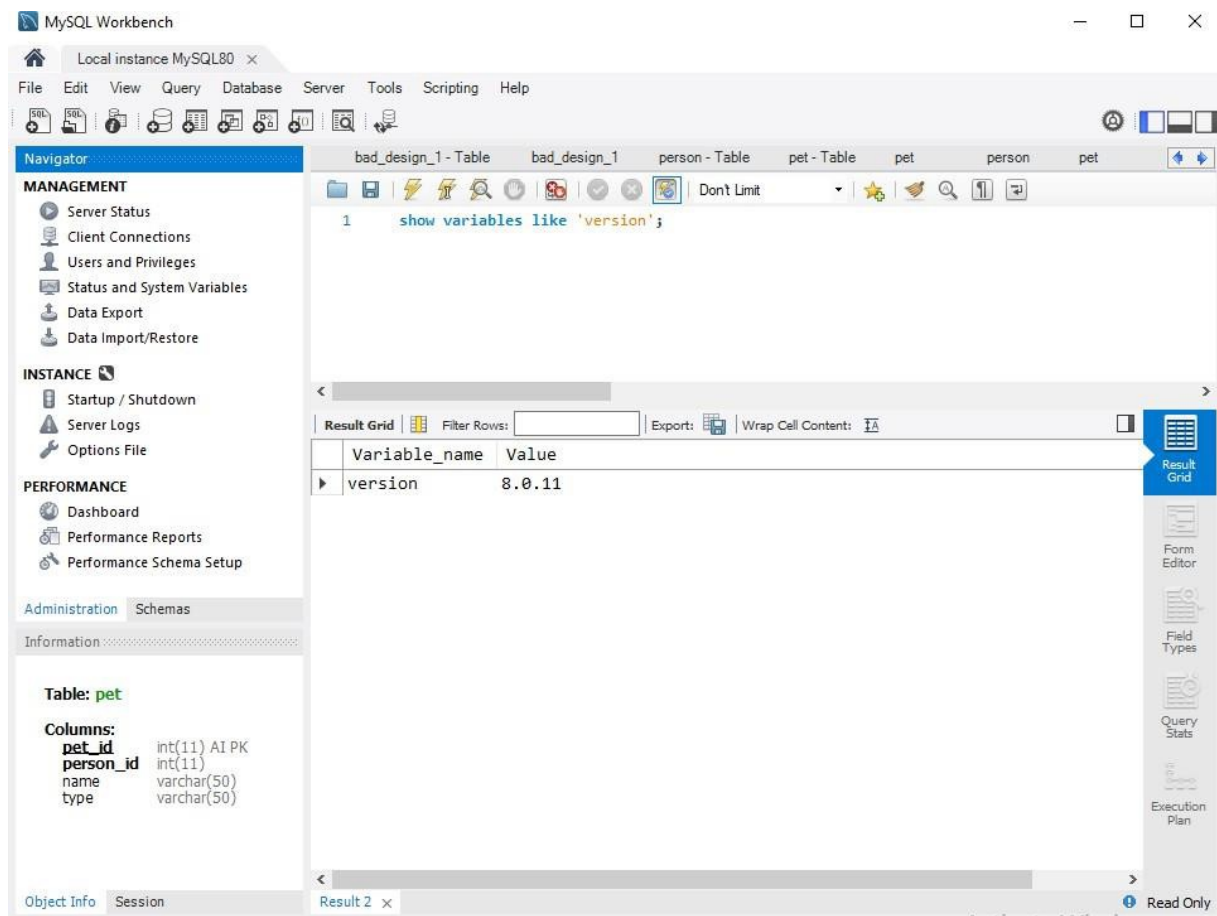 MySQL Workbench
Local instance MySQL80
File Edit View Query Database Server Tools Scripting Help
Navigator
MANAGEMENT
Server Status
Client Connections
Users and Privileges
Status and System Variables
Data Export
Data Import/Restore
INSTANCE
Startup / Shutdown
Server Logs
Options File
PERFORMANCE
Dashboard
Performance Reports
Performance Schema Setup
Administration Schemas
Information
Table: pet
Columns:
pet_id int(11) AI PK
person_id int(11)
name varchar(50)
type varchar(50)
Object Info Session
bad_design_1 - Table bad_design_1 person - Table pet - Table pet person pet
Don't Limit
1 show variables like 'version';
Result Grid Filter Rows: Export: Wrap Cell Content:
Variable_name Value
version 8.0.11
Result
Grid
Form
Editor
Field
Types
Query
Stats
Execution
Plan
Result 2
Read Only